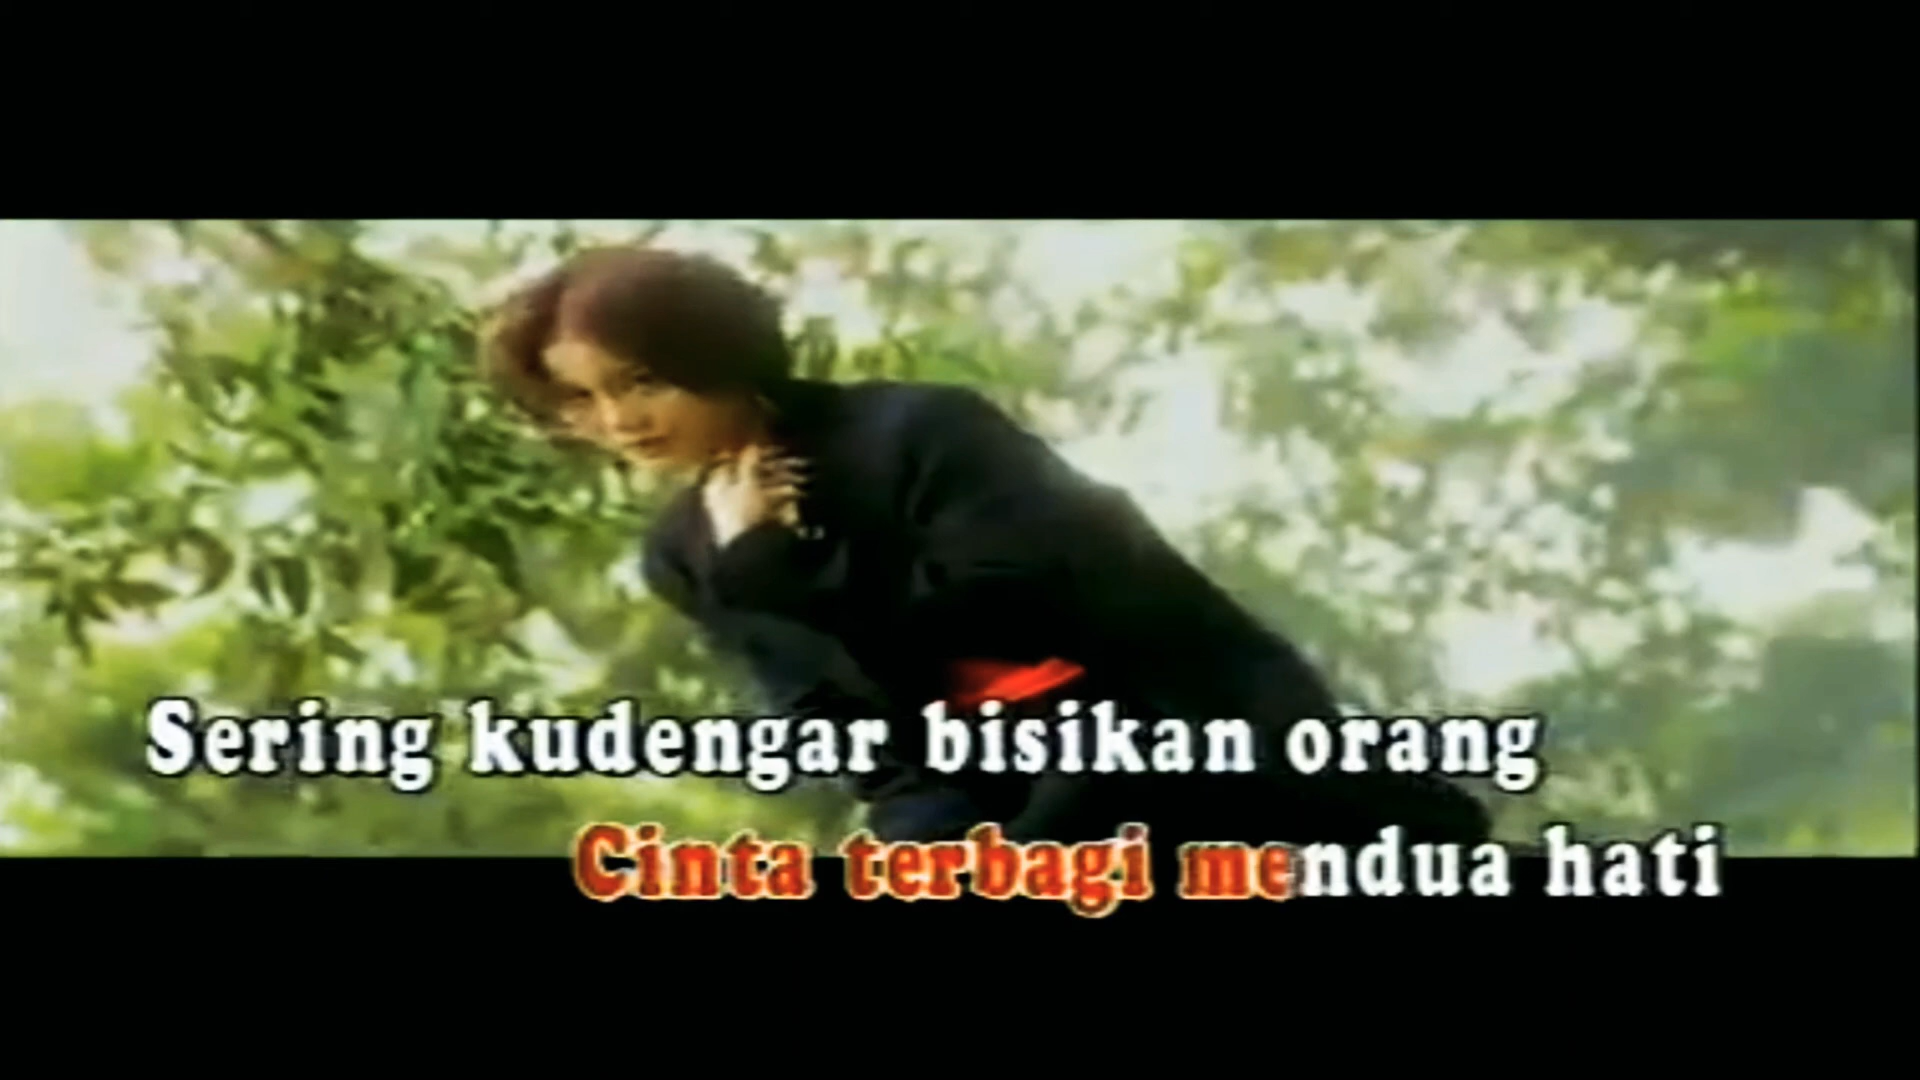 Sering kudengar bisikan orang
Cinta terbagi mendua hati